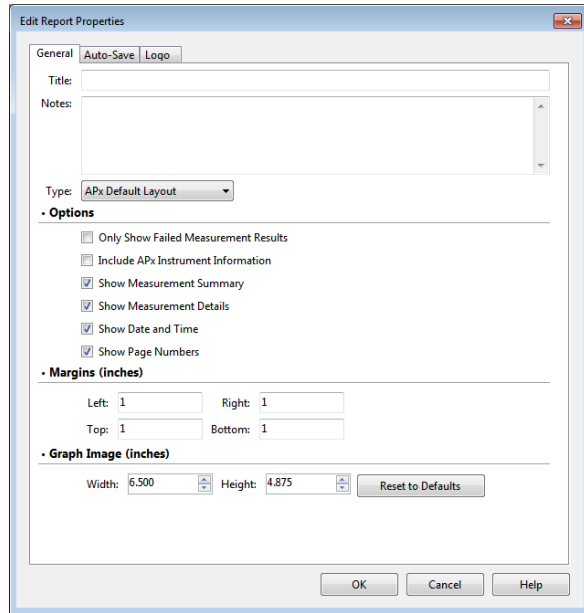 Edit Report Properties
General Auto-Save Logo
Title:
Notes:
Type: APx Default Layout
• Options
Only Show Failed Measurement Results
Include APx Instrument Information
Show Measurement Summary
Show Measurement Details
Show Date and Time
Show Page Numbers
• Margins (inches)
Left: 1 Right: 1
Top: 1 Bottom: 1
• Graph Image (inches)
Width: 6.500 Height: 4.875 Reset to Defaults
OK Cancel Help